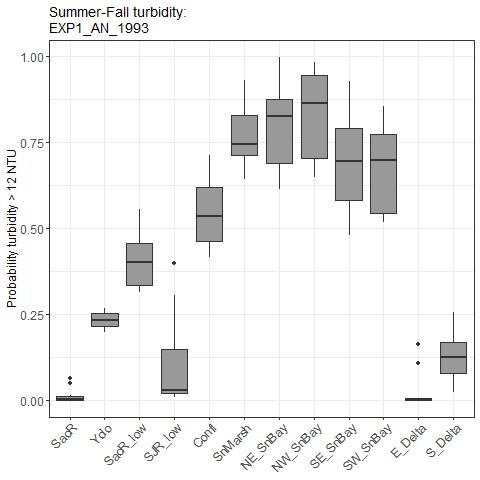 Summer-Fall turbidity:
EXP1_AN_1993
Probability turbidity > 12 NTU
1.00
0.75
0.50
0.25
0.00
SacR
Yolo
SacR_low
SJR_low
Confl
SnMarsh
NE_SnBay
NW_SnBay
SE_SnBay
SW_SnBay
E_Delta
S_Delta